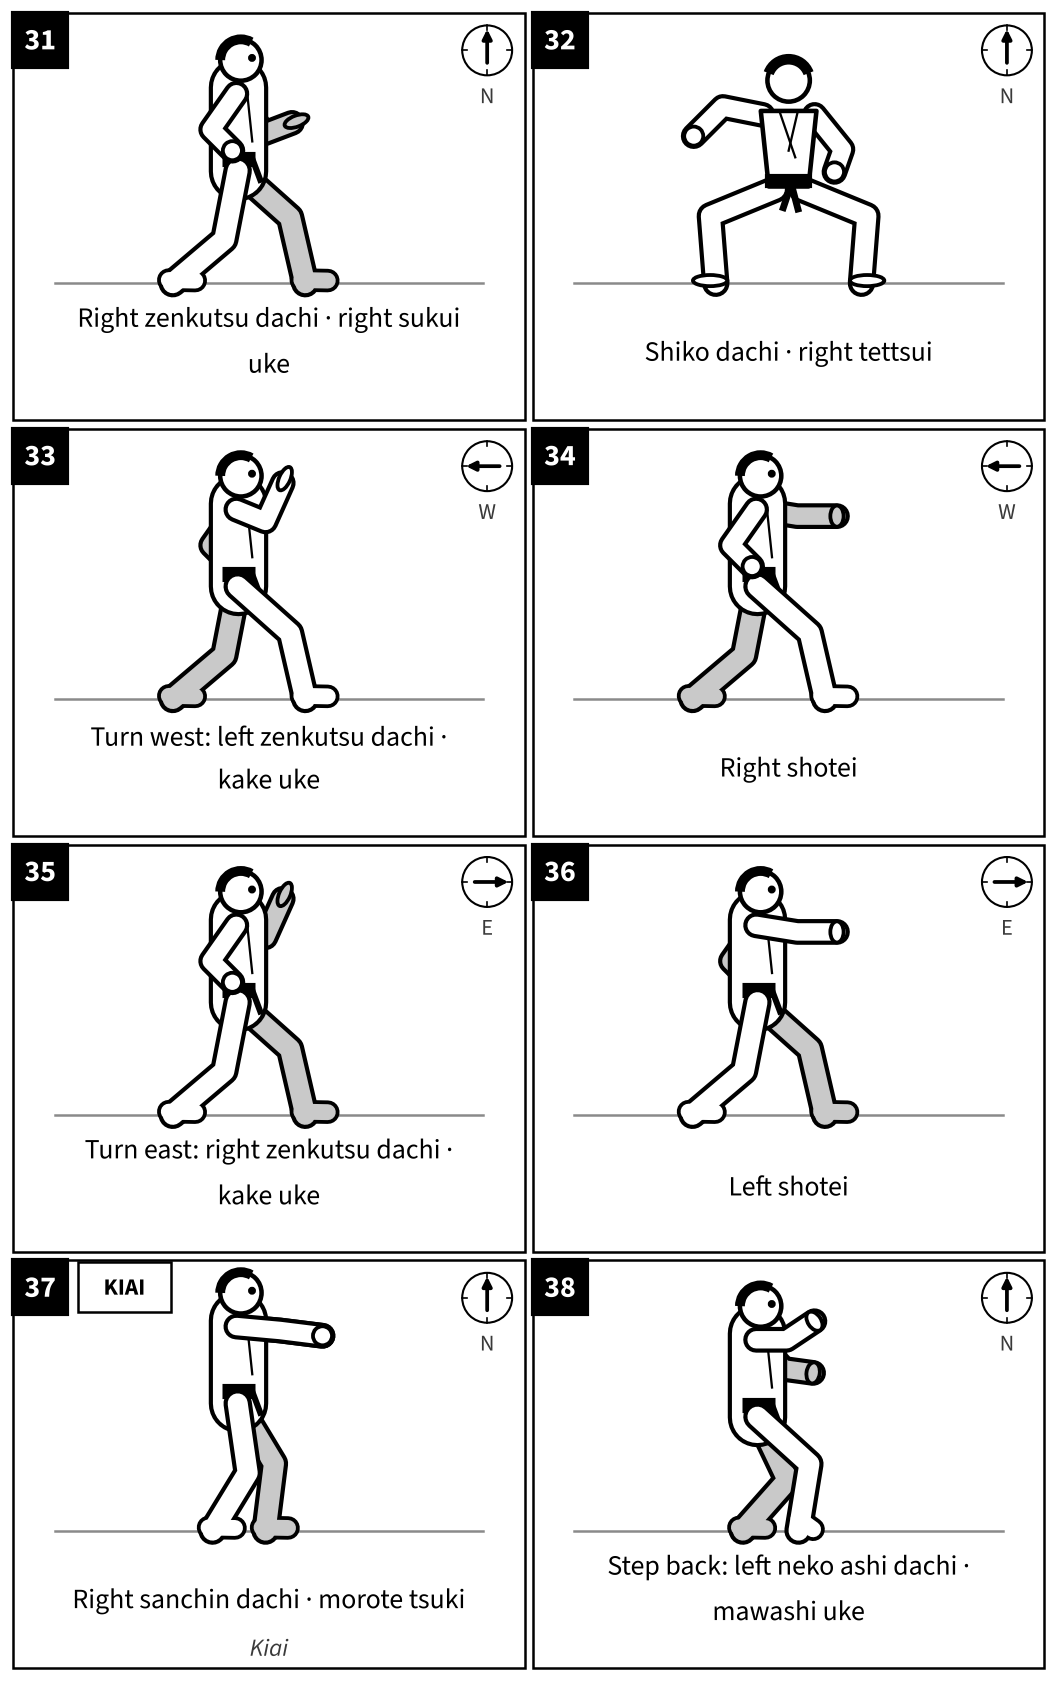 31
N
Right zenkutsu dachi · right sukui
uke
32
N
Shiko dachi · right tettsui
33
W
Turn west: left zenkutsu dachi ·
kake uke
34
W
Right shotei
35
E
Turn east: right zenkutsu dachi ·
kake uke
36
E
Left shotei
37
KIAI
N
Right sanchin dachi · morote tsuki
Kiai
38
N
Step back: left neko ashi dachi ·
mawashi uke